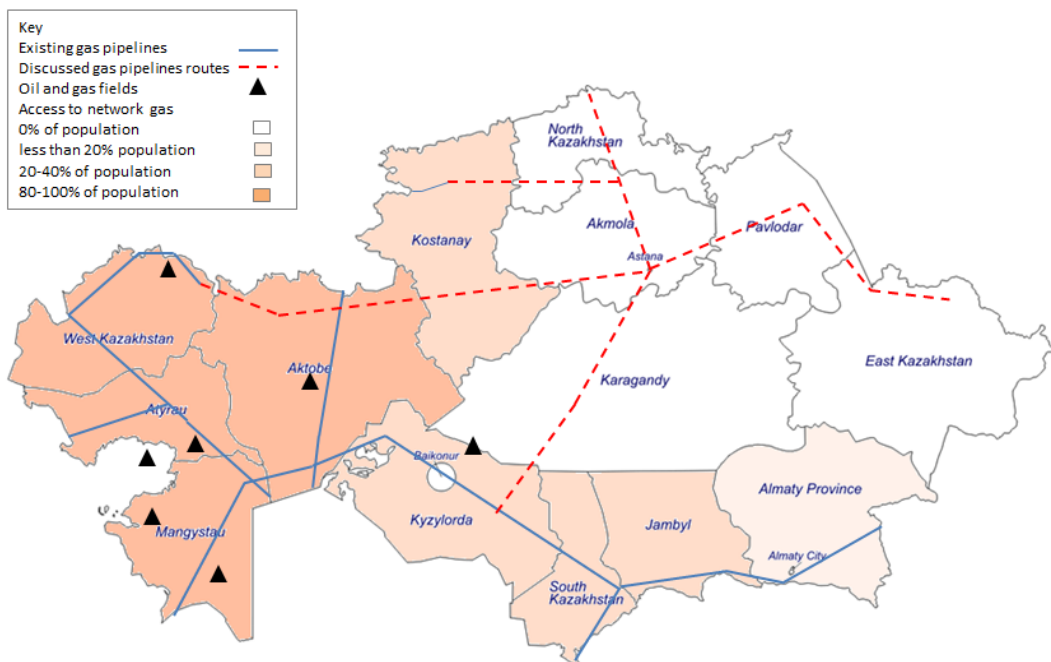 Key
Existing gas pipelines
Discussed gas pipelines routes
Oil and gas fields
Access to network gas
0% of population
less than 20% population
20-40% of population
80-100% of population
North
Kazakhstan
Kostanay
Akmola
Astana
Pavlodar
West Kazakhstan
Aktobe
Karagandy
East Kazakhstan
Atyrau
Baikonur
Almaty Province
Mangystau
Kyzylorda
Jambyl
Almaty City
South
Kazakhstan